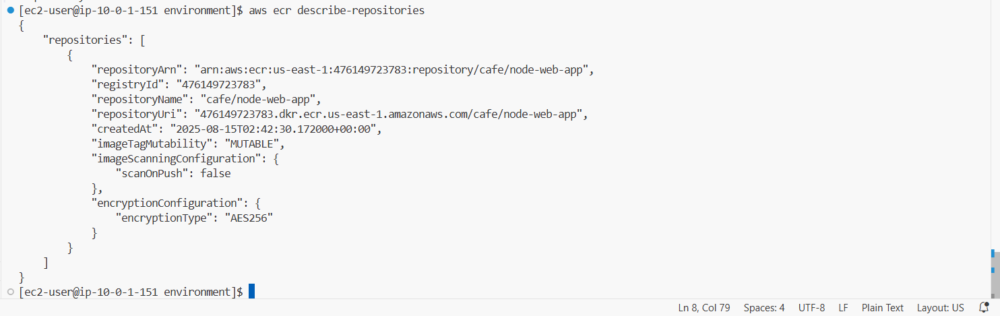 [ec2-user@ip-10-0-1-151 environment]$ aws ecr describe-repositories
{
    "repositories": [
        {
            "repositoryArn": "arn:aws:ecr:us-east-1:476149723783:repository/cafe/node-web-app",
            "registryId": "476149723783",
            "repositoryName": "cafe/node-web-app",
            "repositoryUri": "476149723783.dkr.ecr.us-east-1.amazonaws.com/cafe/node-web-app",
            "createdAt": "2025-08-15T02:42:30.172000+00:00",
            "imageTagMutability": "MUTABLE",
            "imageScanningConfiguration": {
                "scanOnPush": false
            },
            "encryptionConfiguration": {
                "encryptionType": "AES256"
            }
        }
    ]
}
[ec2-user@ip-10-0-1-151 environment]$
Ln 8, Col 79 Spaces: 4 UTF-8 LF Plain Text Layout: US